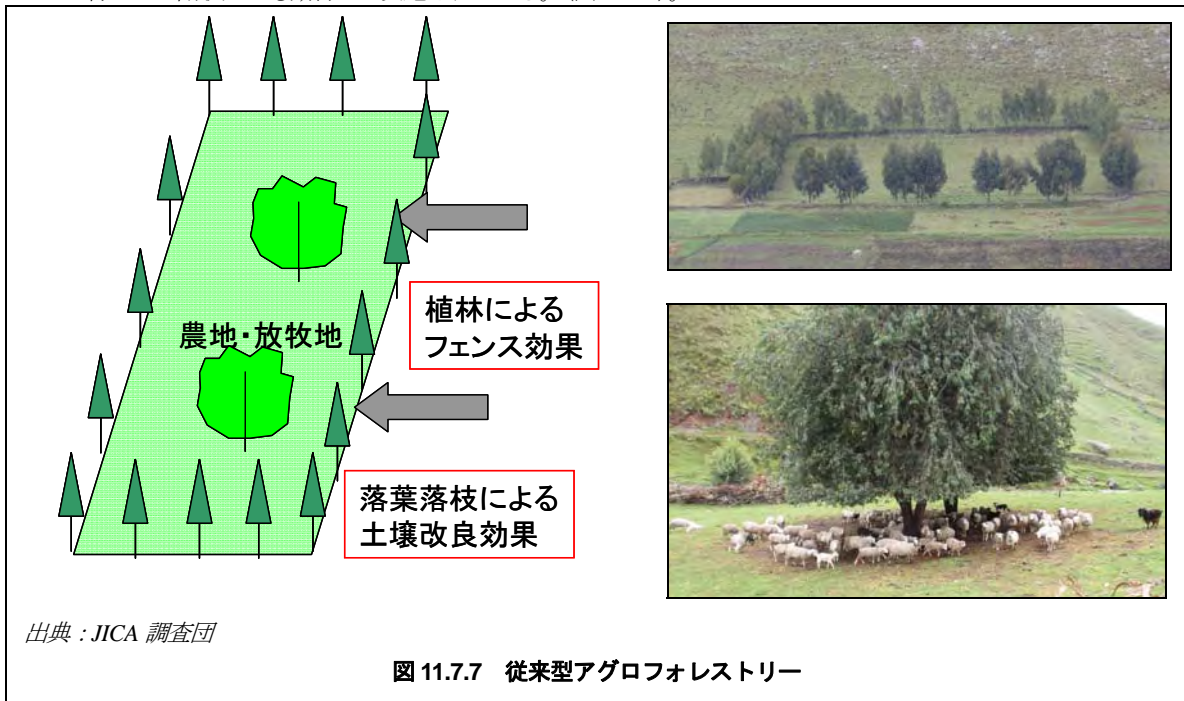 植林による
フェンス効果
農地・放牧地
落葉落枝による
土壌改良効果
出典：JICA 調査団
図 11.7.7 従来型アグロフォレストリー